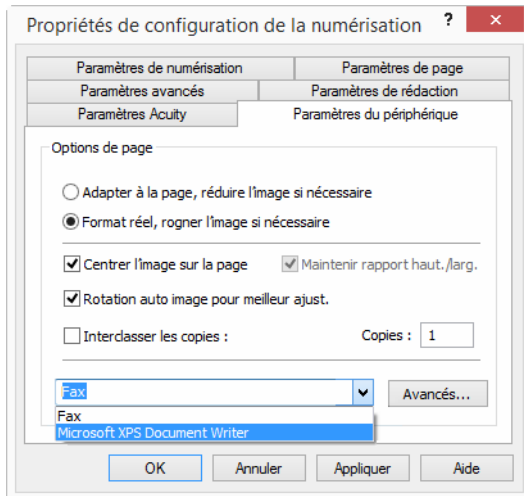 Propriétés de configuration de la numérisation ? ×
Paramètres de numérisation Paramètres de page
Paramètres avancés Paramètres de rédaction
Paramètres Acuity Paramètres du périphérique
Options de page
Adapter à la page, réduire l'image si nécessaire
Format réel, rogner l'image si nécessaire
Centrer l'image sur la page Maintenir rapport haut./larg.
Rotation auto image pour meilleur ajust.
Interclasser les copies : Copies : 1
Fax Avancés...
Fax
Microsoft XPS Document Writer
OK Annuler Appliquer Aide